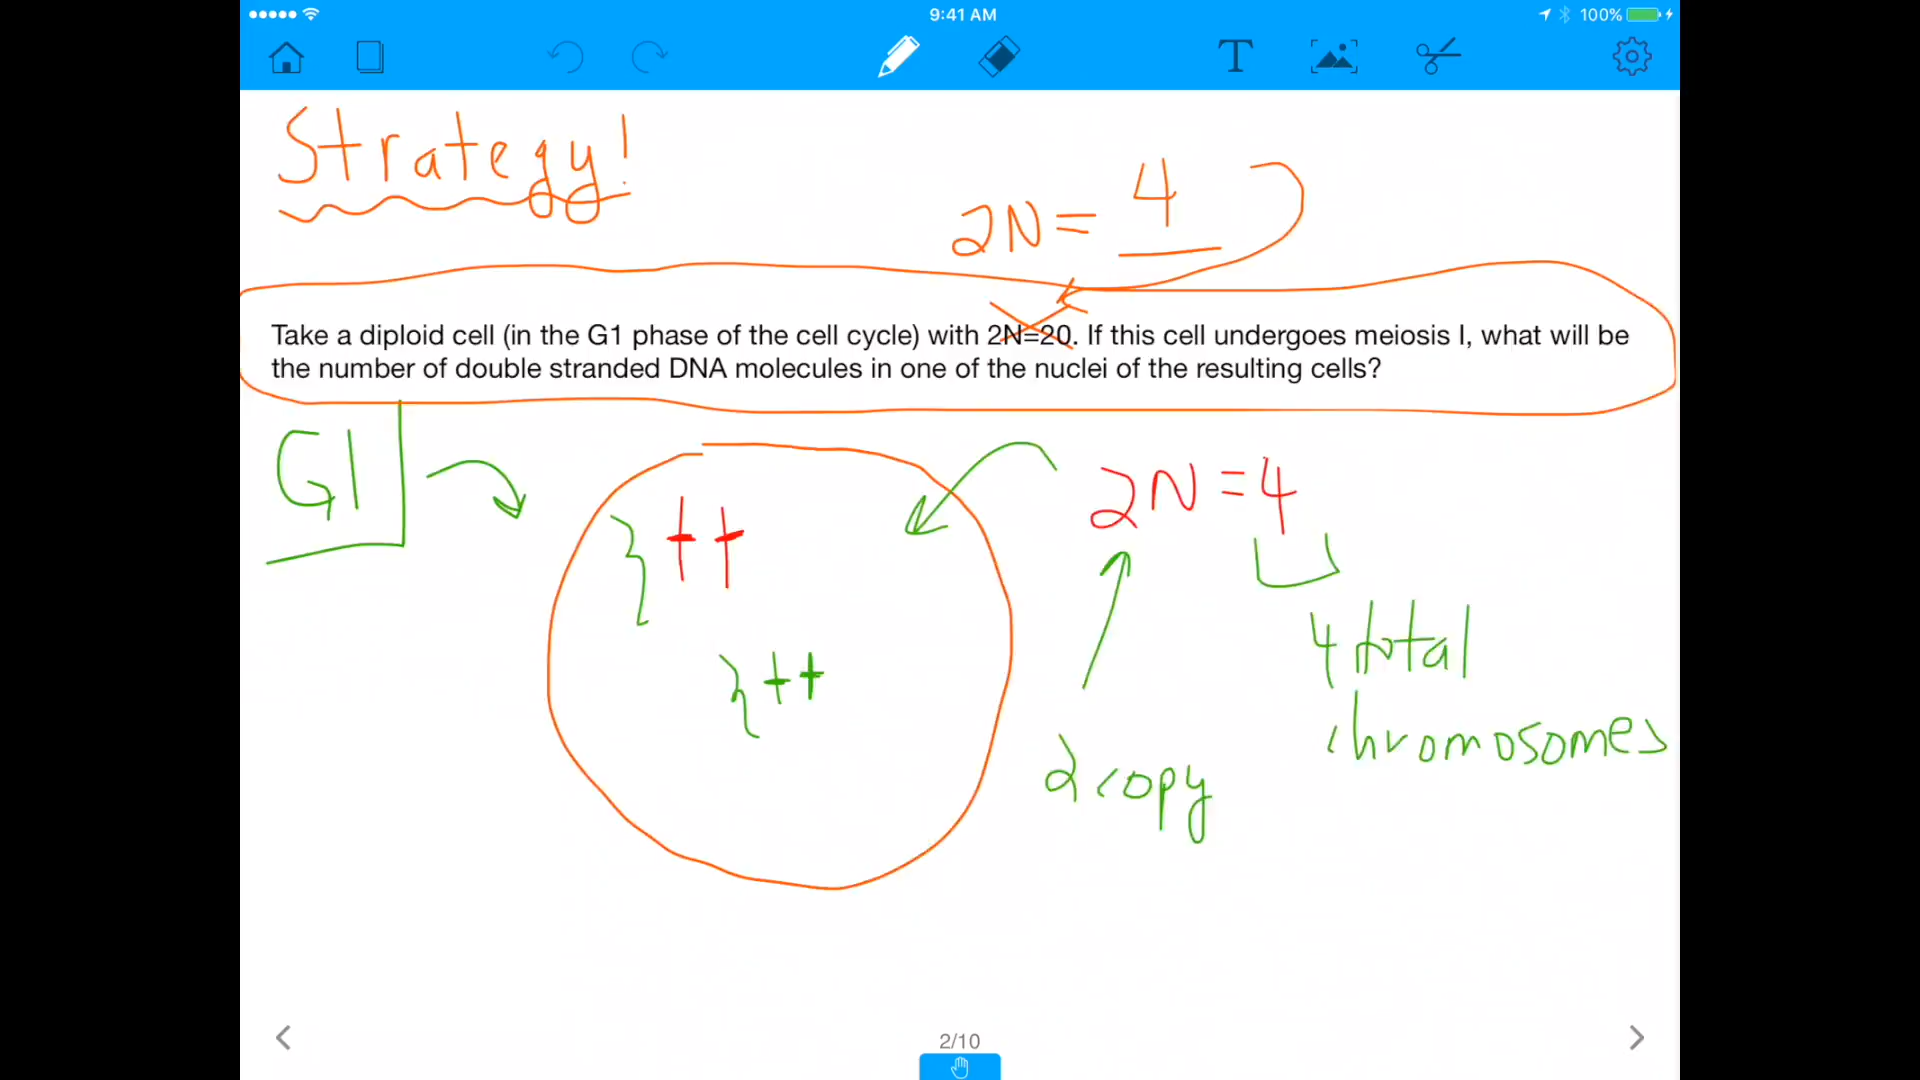 9:41 AM
100%
T
Strategy!
2N= 4
Take a diploid cell (in the G1 phase of the cell cycle) with 2N=20. If this cell undergoes meiosis I, what will be
the number of double stranded DNA molecules in one of the nuclei of the resulting cells?
G1
2N=4
4 total
chromosomes
2 copy
2/10